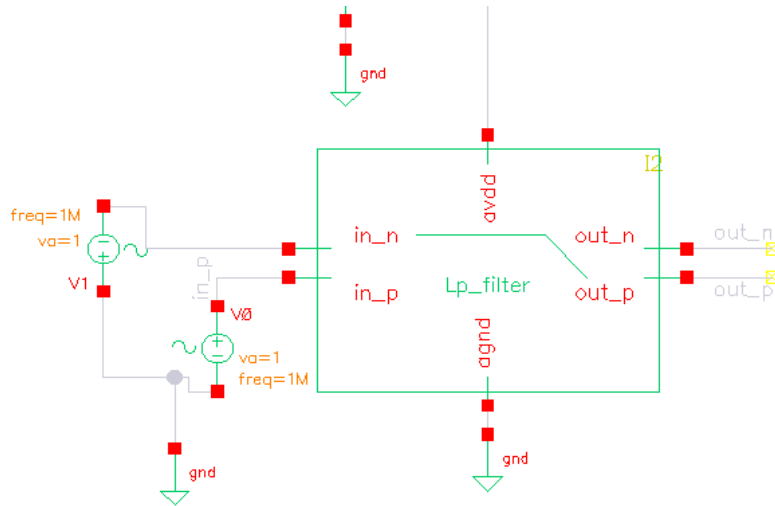 gnd
I2
avdd
freq=1M
va=1
V1
in_n
out_n
out_n
in_p
in_p
Lp_filter
out_p
out_p
V0
va=1
freq=1M
agnd
gnd
gnd